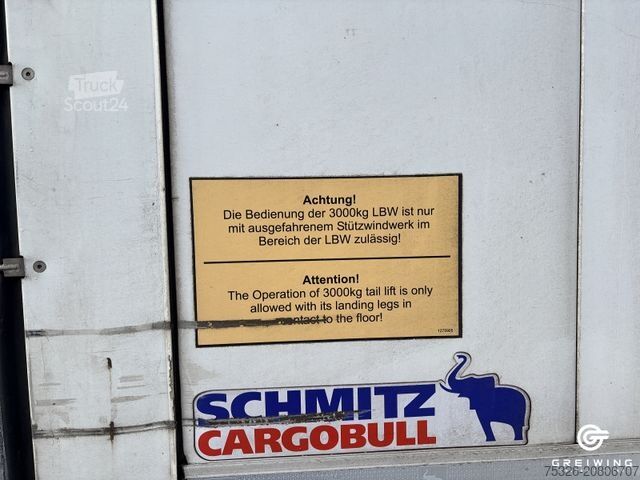 Truck
Scout24
Achtung!
Die Bedienung der 3000kg LBW ist nur
mit ausgefahrenem Stützwindwerk im
Bereich der LBW zulässig!
Attention!
The Operation of 3000kg tail lift is only
allowed with its landing legs in
contact to the floor!
SCHMITZ
CARGOBULL
GREIWING
75326-20806707